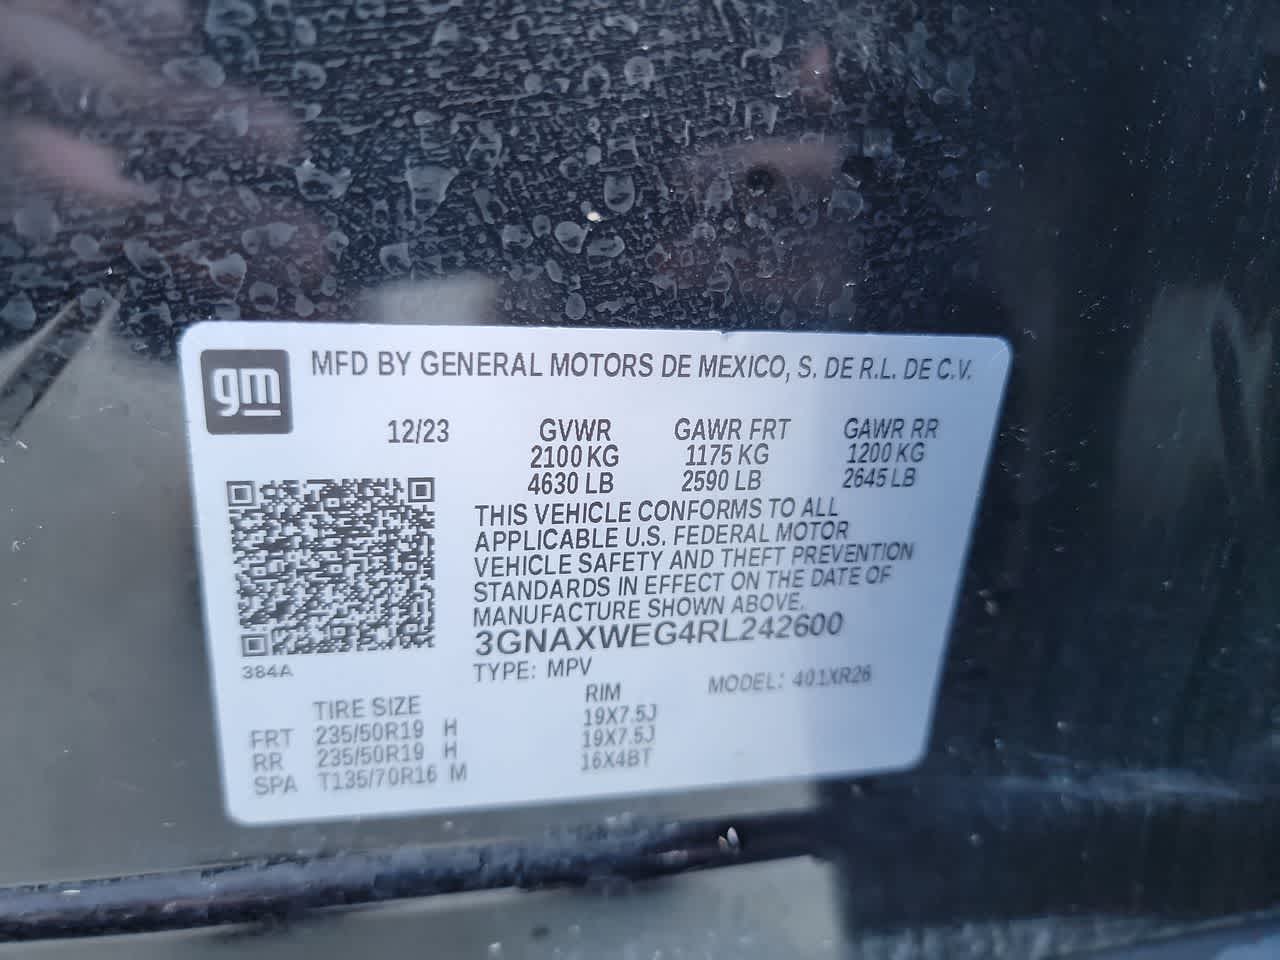 gm
MFD BY GENERAL MOTORS DE MEXICO, S. DE R.L. DE C.V.
12/23 GVWR GAWR FRT GAWR RR
2100 KG 1175 KG 1200 KG
4630 LB 2590 LB 2645 LB
THIS VEHICLE CONFORMS TO ALL
APPLICABLE U.S. FEDERAL MOTOR
VEHICLE SAFETY AND THEFT PREVENTION
STANDARDS IN EFFECT ON THE DATE OF
MANUFACTURE SHOWN ABOVE.
3GNAXWEG4RL242600
384A
TYPE: MPV MODEL: 401XR26
TIRE SIZE RIM
FRT 235/50R19 H 19X7.5J
RR 235/50R19 H 19X7.5J
SPA T135/70R16 M 16X4BT